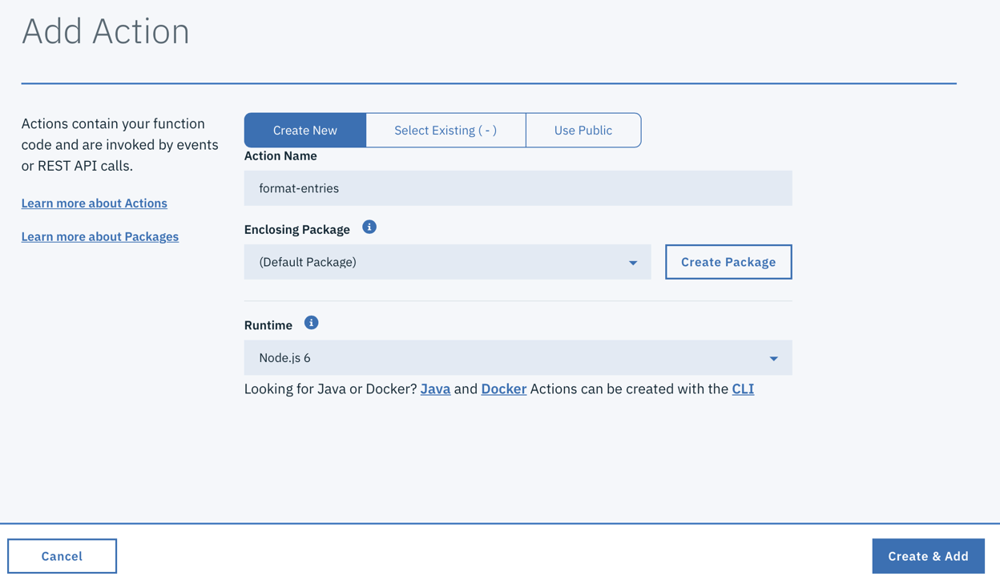 Add Action
Actions contain your function
code and are invoked by events
or REST API calls.
Learn more about Actions
Learn more about Packages
Create New
Select Existing ( - )
Use Public
Action Name
format-entries
Enclosing Package
(Default Package)
Create Package
Runtime
Node.js 6
Looking for Java or Docker? Java and Docker Actions can be created with the CLI
Cancel
Create & Add